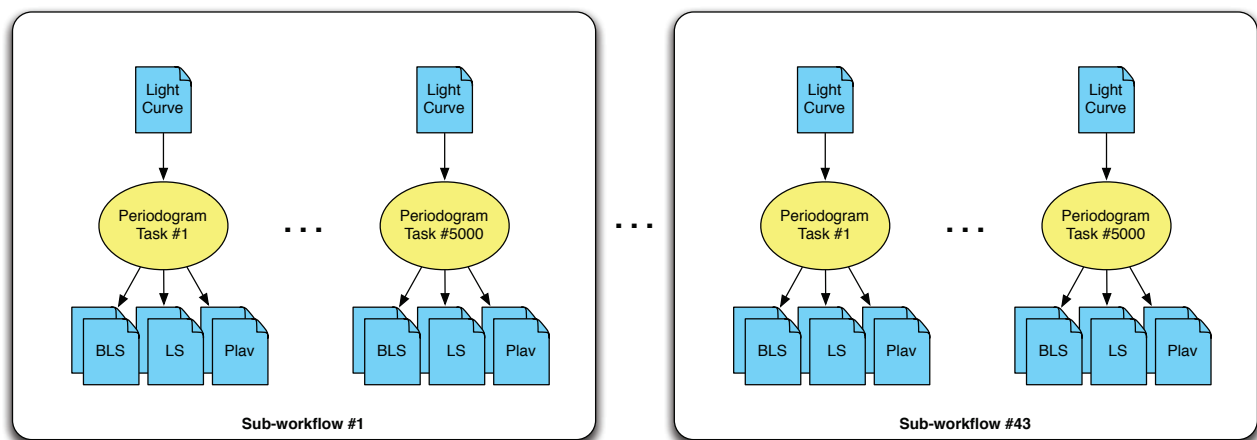 Light
Curve
Light
Curve
Light
Curve
Light
Curve
Periodogram
Task #1
. . .
Periodogram
Task #5000
. . .
Periodogram
Task #1
. . .
Periodogram
Task #5000
BLS
LS
Plav
BLS
LS
Plav
BLS
LS
Plav
BLS
LS
Plav
Sub-workflow #1
Sub-workflow #43